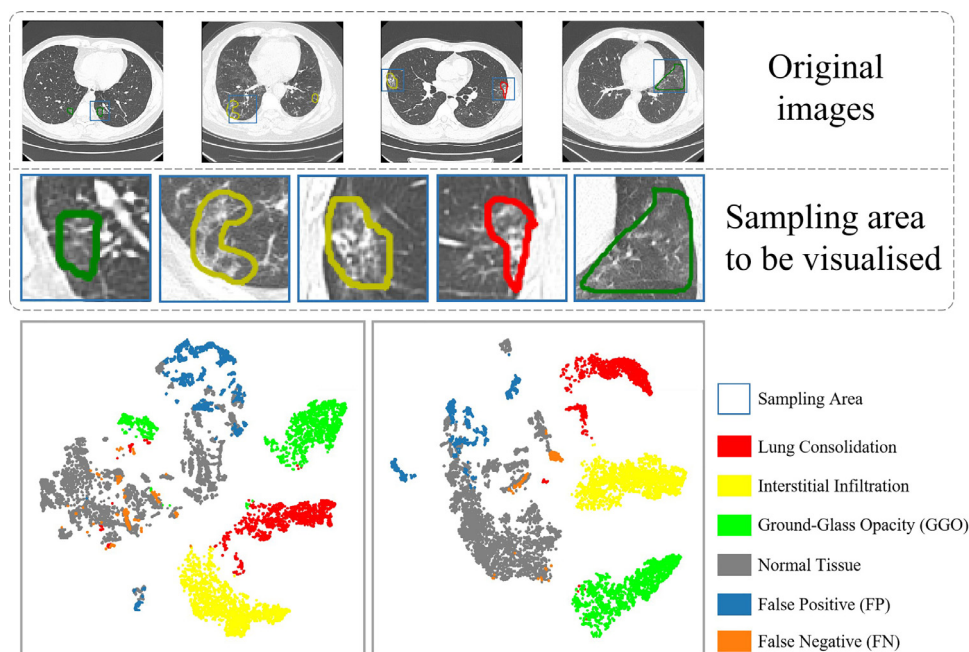 Original
images
Sampling area
to be visualised
Sampling Area
Lung Consolidation
Interstitial Infiltration
Ground-Glass Opacity (GGO)
Normal Tissue
False Positive (FP)
False Negative (FN)